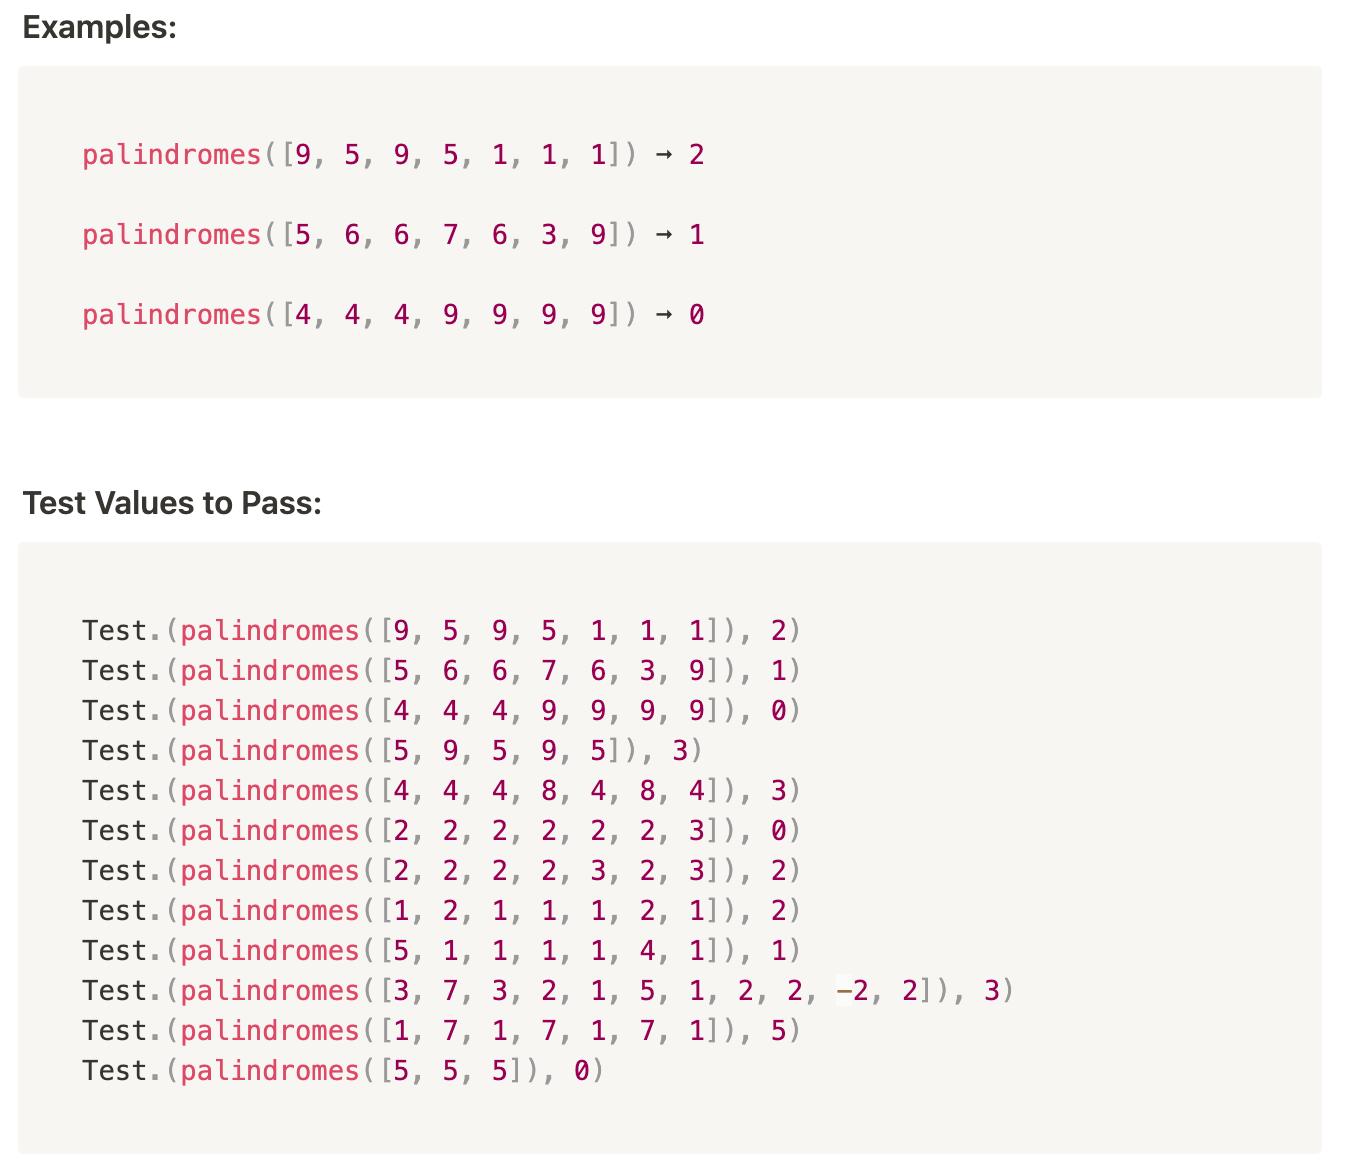 Examples:
palindromes([9, 5, 9, 5, 1, 1, 1]) → 2
palindromes([5, 6, 6, 7, 6, 3, 9]) → 1
palindromes([4, 4, 4, 9, 9, 9, 9]) → 0
Test Values to Pass:
Test.(palindromes([9, 5, 9, 5, 1, 1, 1]), 2)
Test.(palindromes([5, 6, 6, 7, 6, 3, 9]), 1)
Test.(palindromes([4, 4, 4, 9, 9, 9, 9]), 0)
Test.(palindromes([5, 9, 5, 9, 5]), 3)
Test.(palindromes([4, 4, 4, 8, 4, 8, 4]), 3)
Test.(palindromes([2, 2, 2, 2, 2, 2, 3]), 0)
Test.(palindromes([2, 2, 2, 2, 3, 2, 3]), 2)
Test.(palindromes([1, 2, 1, 1, 1, 2, 1]), 2)
Test.(palindromes([5, 1, 1, 1, 1, 4, 1]), 1)
Test.(palindromes([3, 7, 3, 2, 1, 5, 1, 2, 2, -2, 2]), 3)
Test.(palindromes([1, 7, 1, 7, 1, 7, 1]), 5)
Test.(palindromes([5, 5, 5]), 0)